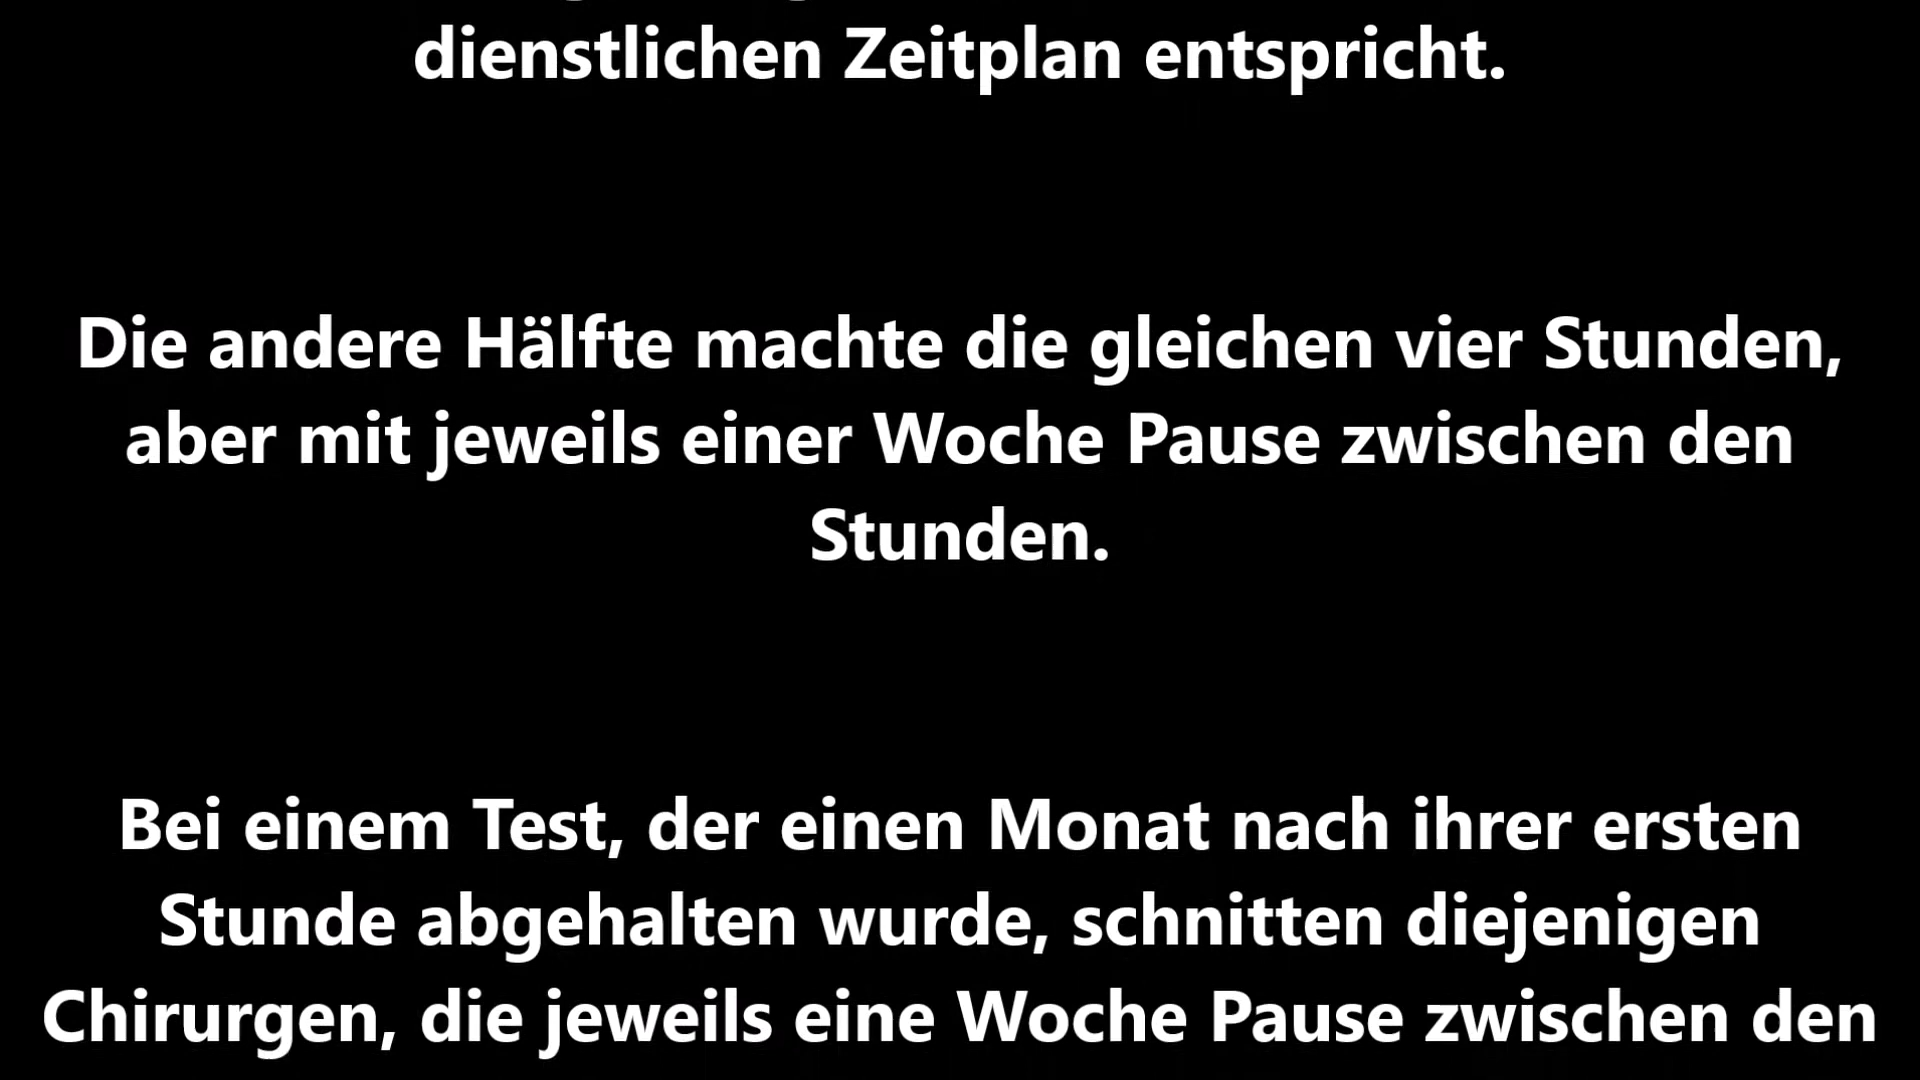 dienstlichen Zeitplan entspricht.
Die andere Hälfte machte die gleichen vier Stunden,
aber mit jeweils einer Woche Pause zwischen den
Stunden.
Bei einem Test, der einen Monat nach ihrer ersten
Stunde abgehalten wurde, schnitten diejenigen
Chirurgen, die jeweils eine Woche Pause zwischen den